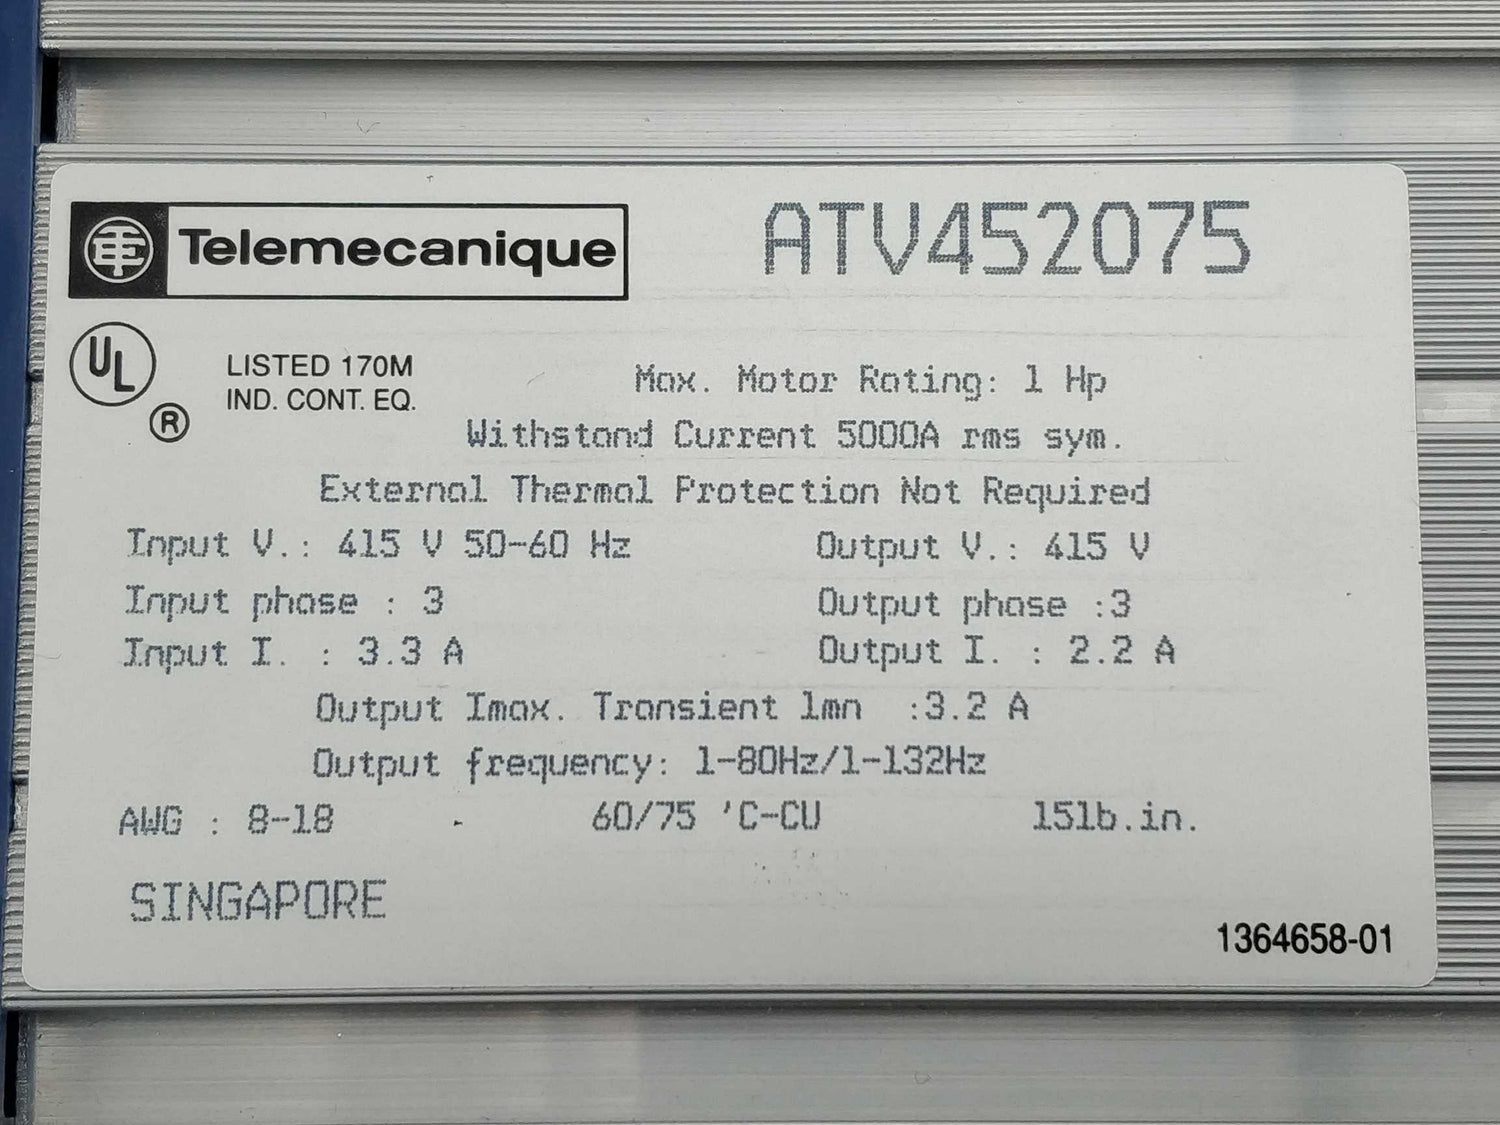 Telemecanique ATV452075
UL
®
LISTED 170M
IND. CONT. EQ.
Max. Motor Rating: 1 Hp
Withstand Current 5000A rms sym.
External Thermal Protection Not Required
Input V.: 415 V 50-60 Hz Output V.: 415 V
Input phase : 3 Output phase :3
Input I. : 3.3 A Output I. : 2.2 A
Output Imax. Transient 1mn :3.2 A
Output frequency: 1-80Hz/1-132Hz
AWG : 8-18 60/75 'C-CU 15lb.in.
SINGAPORE
1364658-01